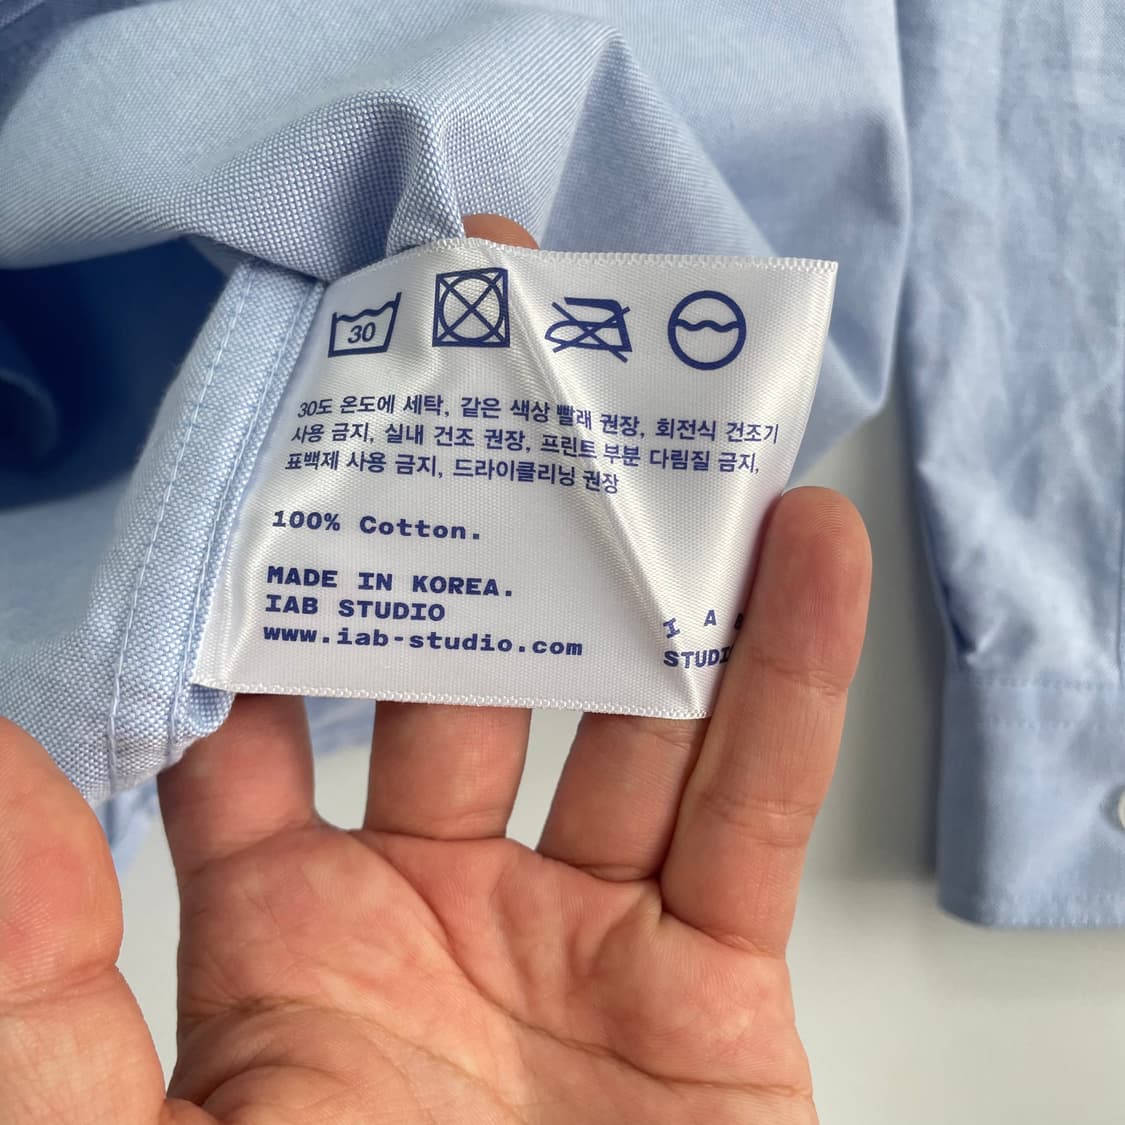 30
30도 온도에 세탁, 같은 색상 빨래 권장, 회전식 건조기
사용 금지, 실내 건조 권장, 프린트 부분 다림질 금지,
표백제 사용 금지, 드라이클리닝 권장
100% Cotton.
MADE IN KOREA.
IAB STUDIO
www.iab-studio.com
I A